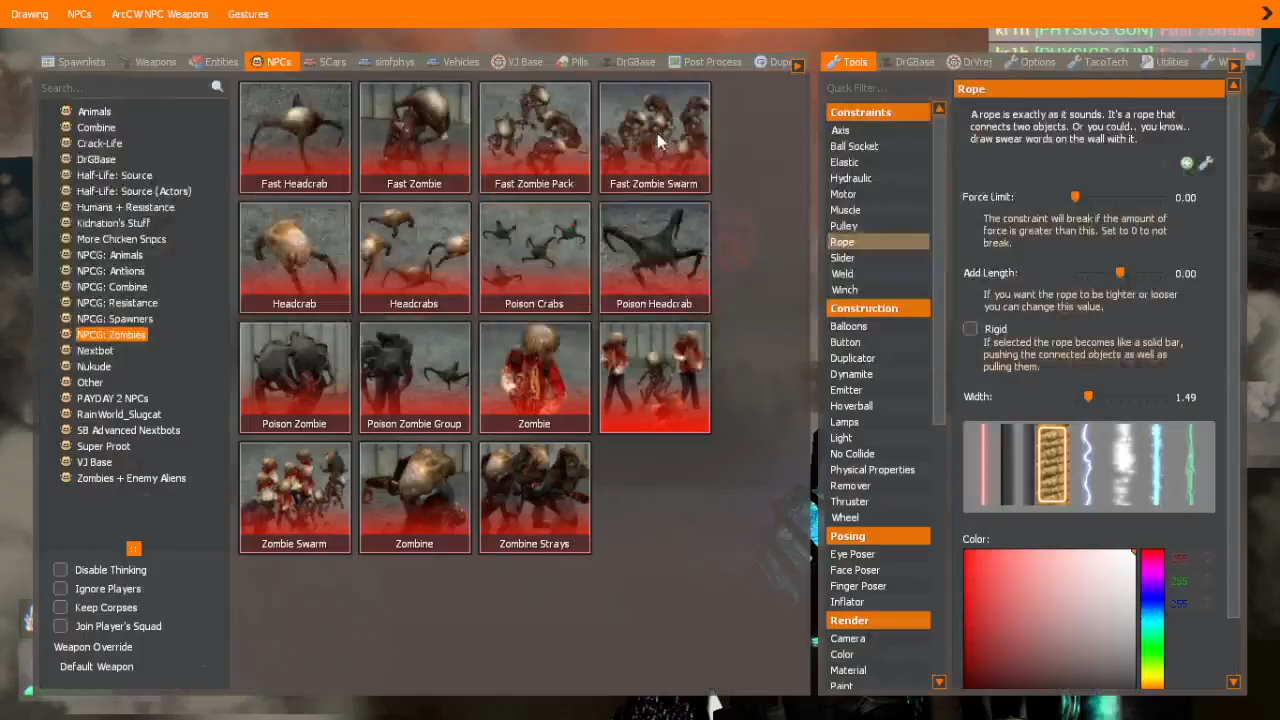 Drawing NPCs ArcCW NPC Weapons Gestures
[PHYSICS GUN] Fast Zombie
Spawnlists Weapons Entities NPCs SCars simfphys Vehicles VJ Base Pills DrGBase Post Process
Search...
Animals
Combine
Crack-Life
DrGBase
Half-Life: Source
Half-Life: Source (Actors)
Humans + Resistance
Kidnation's Stuff
More Chicken Snpcs
NPCG: Animals
NPCG: Antlions
NPCG: Combine
NPCG: Resistance
NPCG: Spawners
NPCG: Zombies
Nextbot
Nukude
Other
PAYDAY 2 NPCs
RainWorld_Slugcat
SB Advanced Nextbots
Super Proot
VJ Base
Zombies + Enemy Aliens
Disable Thinking
Ignore Players
Keep Corpses
Join Player's Squad
Weapon Override
Default Weapon
Fast Headcrab Fast Zombie Fast Zombie Pack Fast Zombie Swarm
Headcrab Headcrabs Poison Crabs Poison Headcrab
Poison Zombie Poison Zombie Group Zombie
Zombie Swarm Zombine Zombine Strays
Tools DrGBase DrVrej Options TacoTech Utilities
Quick Filter...
Constraints
Axis
Ball Socket
Elastic
Hydraulic
Motor
Muscle
Pulley
Rope
Slider
Weld
Winch
Construction
Balloons
Button
Duplicator
Dynamite
Emitter
Hoverball
Lamps
Light
No Collide
Physical Properties
Remover
Thruster
Wheel
Posing
Eye Poser
Face Poser
Finger Poser
Inflator
Render
Camera
Color
Material
Paint
Rope
A rope is exactly as it sounds. It's a rope that
connects two objects. Or you could.. you know..
draw swear words on the wall with it.
Force Limit: 0.00
The constraint will break if the amount of
force is greater than this. Set to 0 to not
break.
Add Length: 0.00
If you want the rope to be tighter or looser
you can change this value.
Rigid
If selected the rope becomes like a solid bar,
pushing the connected objects as well as
pulling them.
Width: 1.49
Color:
255
255
255